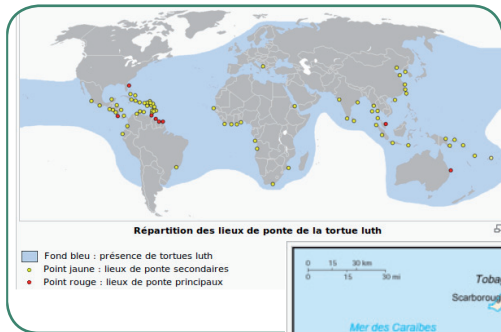 Répartition des lieux de ponte de la tortue luth
Fond bleu : présence de tortues luth
Point jaune : lieux de ponte secondaires
Point rouge : lieux de ponte principaux
0 15 30 km
0 15 30 mi
Scarborough
Mer des Caraïbes